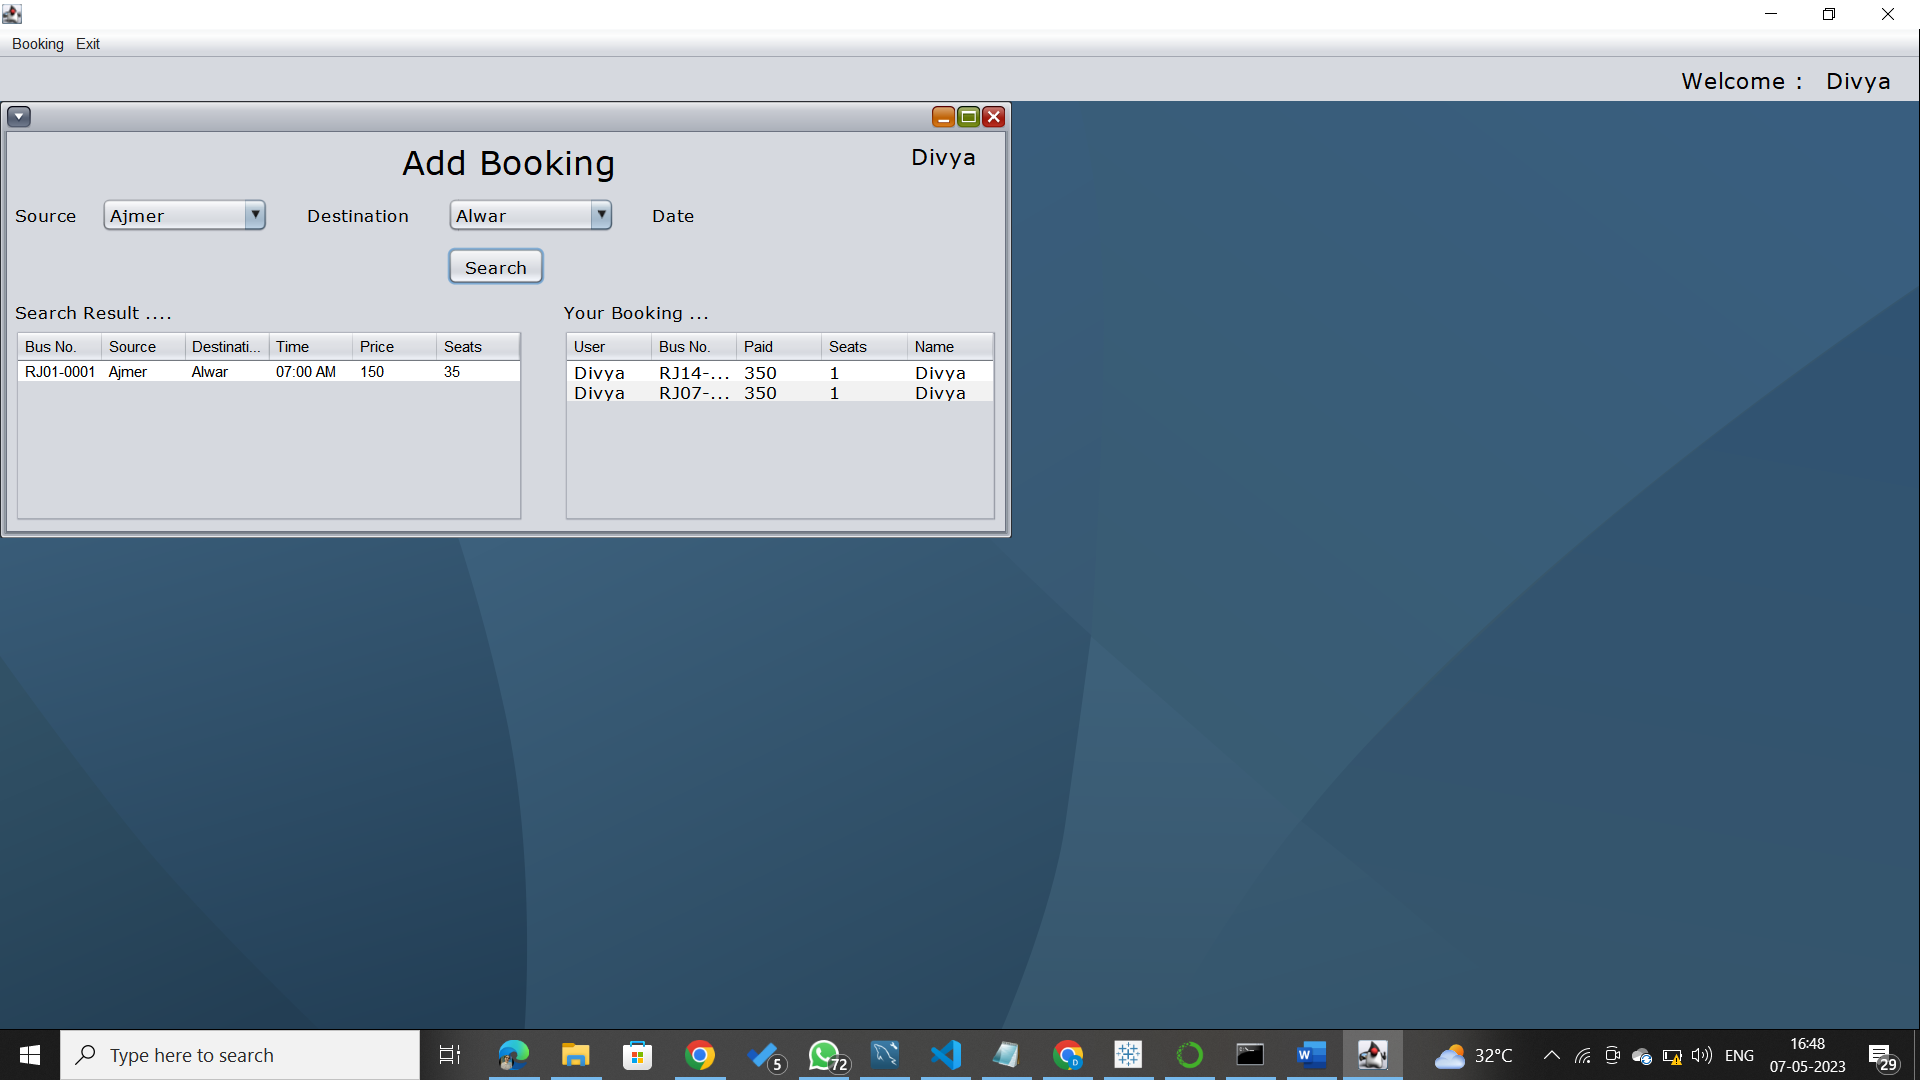 Booking Exit
Welcome : Divya
Add Booking
Divya
Source Ajmer Destination Alwar Date
Search
Search Result .... Your Booking ...
Bus No. Source Destinati... Time Price Seats
RJ01-0001 Ajmer Alwar 07:00 AM 150 35
User Bus No. Paid Seats Name
Divya RJ14-... 350 1 Divya
Divya RJ07-... 350 1 Divya
Type here to search
5
72
32°C
ENG
16:48
07-05-2023
29